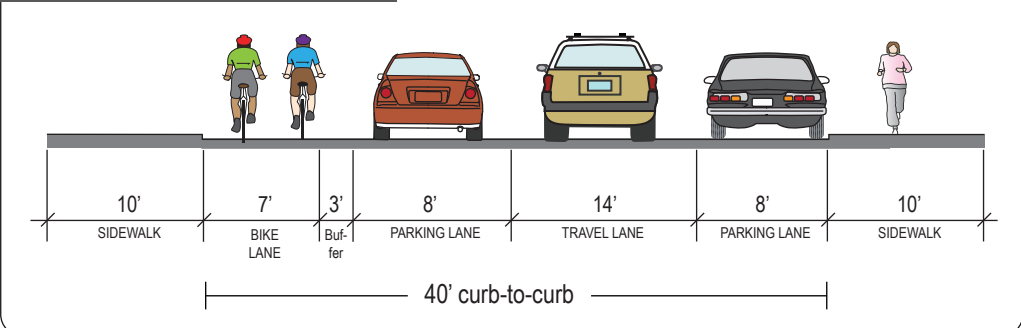 10’ 7’ 3’ 8’ 14’ 8’ 10’
SIDEWALK BIKE Buf- PARKING LANE TRAVEL LANE PARKING LANE SIDEWALK
LANE fer
40’ curb-to-curb